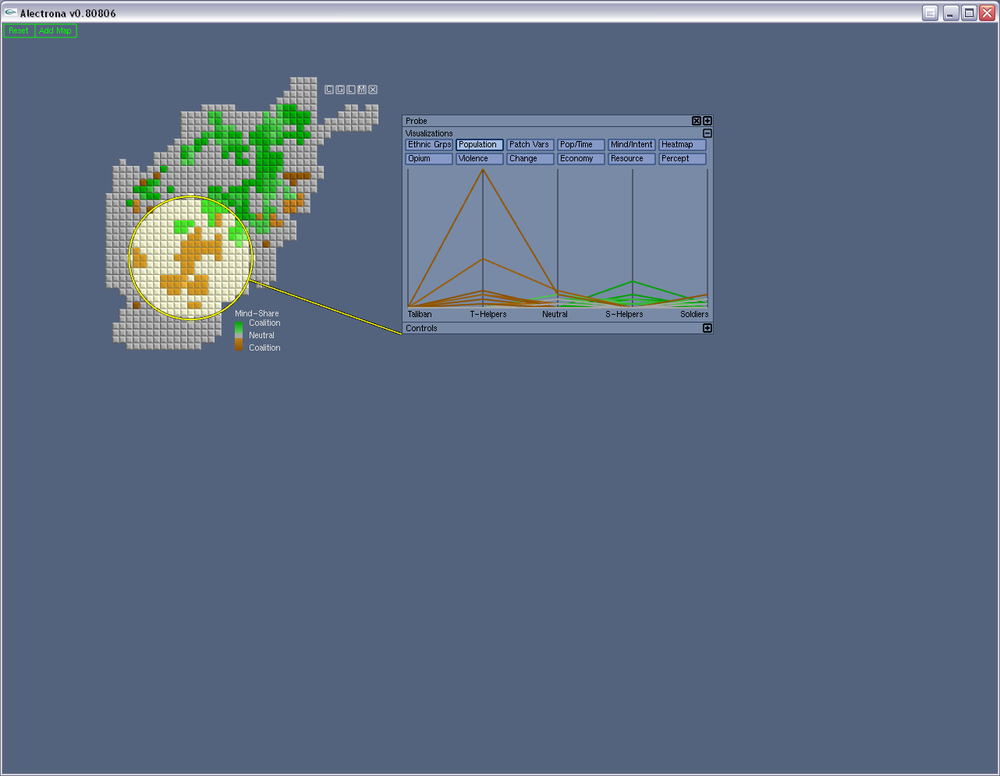 Alectrona v0.80806
Reset Add Map
C G L M X
Probe
Visualizations
Ethnic Grps Population Patch Vars Pop/Time Mind/Intent Heatmap
Opium Violence Change Economy Resource Percept
Taliban T-Helpers Neutral S-Helpers Soldiers
Controls
Mind-Share
Coalition
Neutral
Coalition